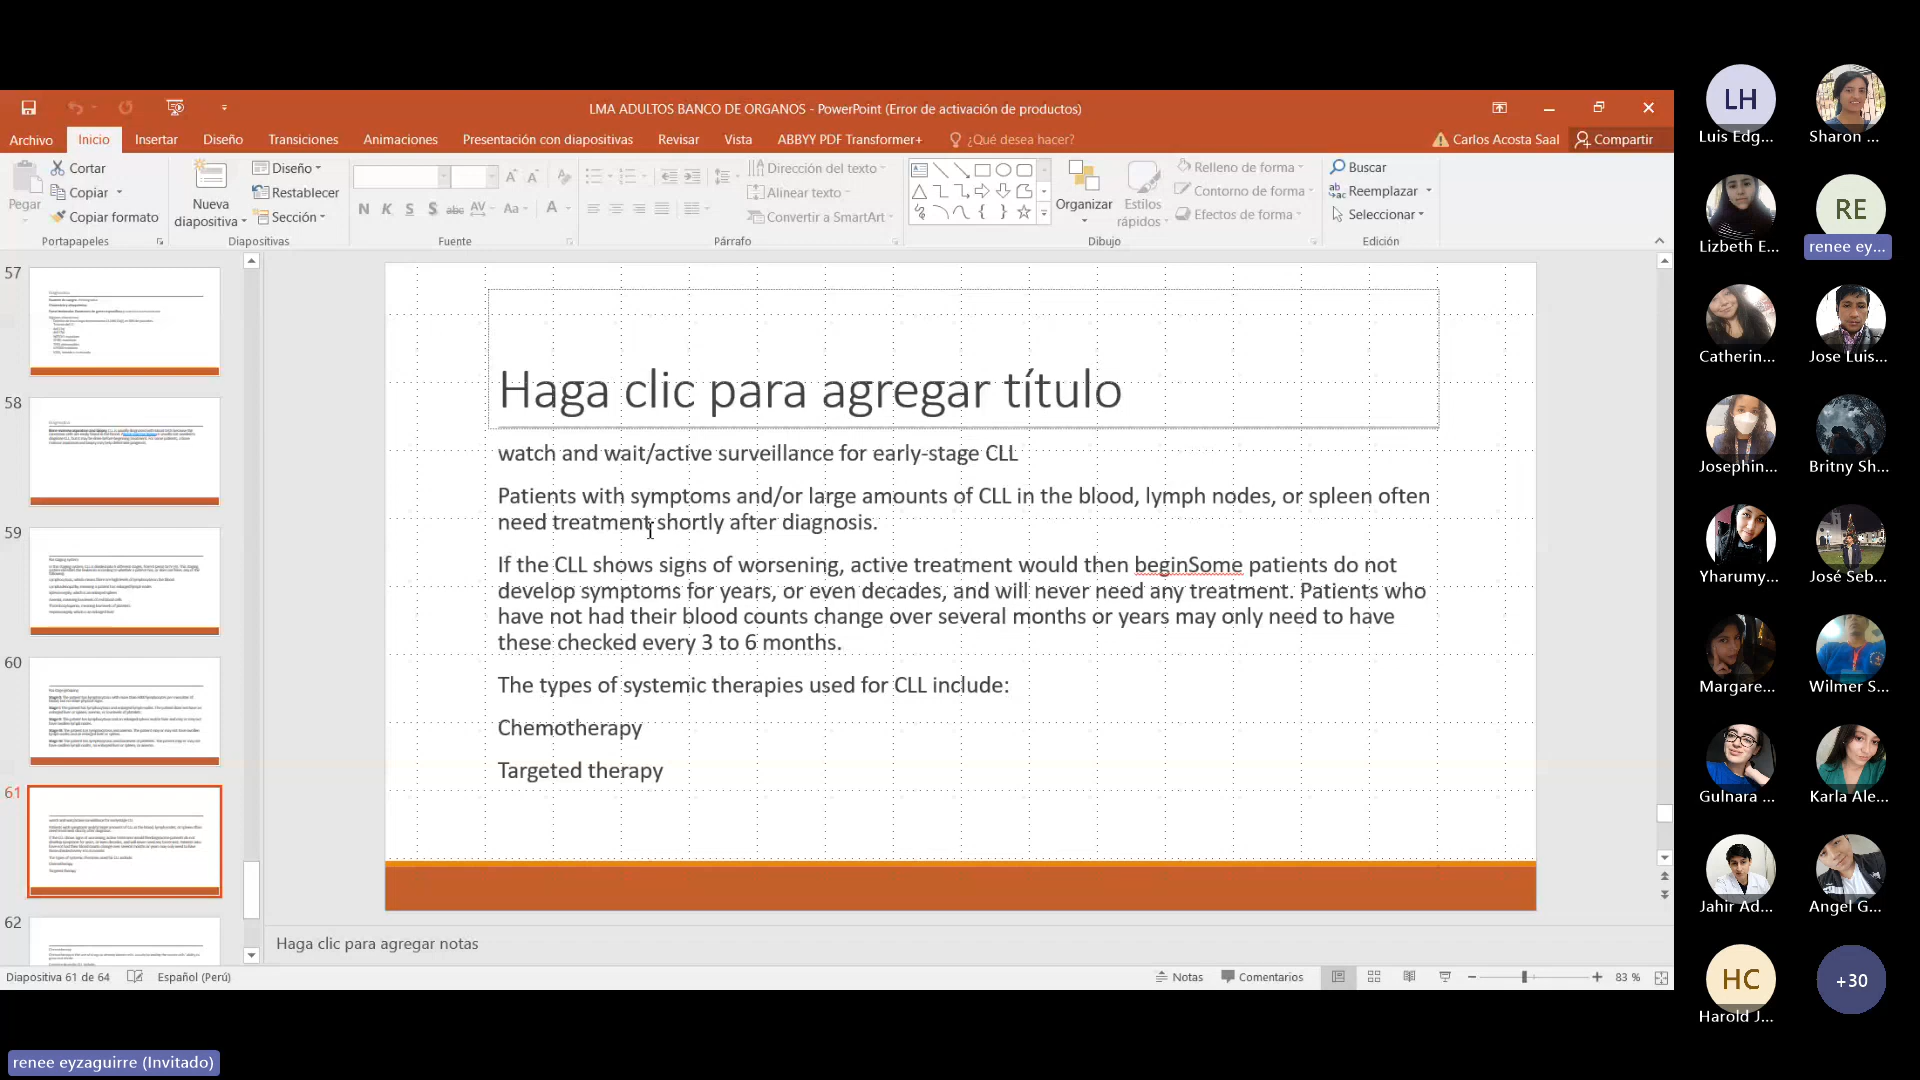 LMA ADULTOS BANCO DE ORGANOS - PowerPoint (Error de activación de productos)
Archivo Inicio Insertar Diseño Transiciones Animaciones Presentación con diapositivas Revisar Vista ABBYY PDF Transformer+ ¿Qué desea hacer? Carlos Acosta Saal Compartir
Pegar
Cortar
Copiar
Copiar formato
Portapapeles
Nueva
diapositiva
Diseño
Restablecer
Sección
Diapositivas
N K S S abc AV Aa A
Fuente
Dirección del texto
Alinear texto
Convertir a SmartArt
Párrafo
Organizar
Estilos
rápidos
Relleno de forma
Contorno de forma
Efectos de forma
Dibujo
Buscar
Reemplazar
Seleccionar
Edición
57
58
59
60
61
62
Haga clic para agregar título
watch and wait/active surveillance for early-stage CLL
Patients with symptoms and/or large amounts of CLL in the blood, lymph nodes, or spleen often
need treatment shortly after diagnosis.
If the CLL shows signs of worsening, active treatment would then beginSome patients do not
develop symptoms for years, or even decades, and will never need any treatment. Patients who
have not had their blood counts change over several months or years may only need to have
these checked every 3 to 6 months.
The types of systemic therapies used for CLL include:
Chemotherapy
Targeted therapy
Haga clic para agregar notas
Diapositiva 61 de 64 Español (Perú) Notas Comentarios 83 %
LH
Luis Edg...
Sharon ...
Lizbeth E...
RE
renee ey...
Catherin...
Jose Luis...
Josephin...
Britny Sh...
Yharumy...
José Seb...
Margare...
Wilmer S...
Gulnara ...
Karla Ale...
Jahir Ad...
Angel G...
HC
Harold J...
+30
renee eyzaguirre (Invitado)